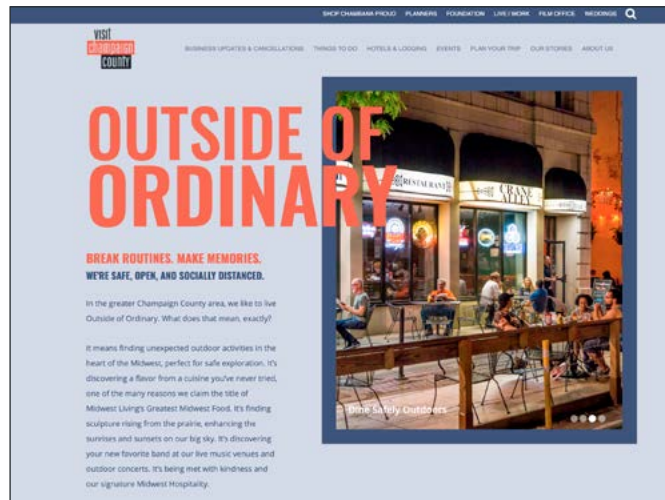 SHOP CHAMBANA PROUD PLANNERS FOUNDATION LIVE / WORK FILM OFFICE WEDDINGS
VISIT
champaign
COUNTY
BUSINESS UPDATES & CANCELLATIONS THINGS TO DO HOTELS & LODGING EVENTS PLAN YOUR TRIP OUR STORIES ABOUT US
OUTSIDE OF
ORDINARY
BREAK ROUTINES. MAKE MEMORIES.
WE'RE SAFE, OPEN, AND SOCIALLY DISTANCED.
In the greater Champaign County area, we like to live
Outside of Ordinary. What does that mean, exactly?
It means finding unexpected outdoor activities in the
heart of the Midwest, perfect for safe exploration. It's
discovering a flavor from a cuisine you've never tried,
one of the many reasons we claim the title of
Midwest Living's Greatest Midwest Food. It's finding
sculpture rising from the prairie, enhancing the
sunrises and sunsets on our big sky. It's discovering
your new favorite band at our live music venues and
outdoor concerts. It's being met with kindness and
our signature Midwest Hospitality.
RESTAURANT
CRANE
ALLEY
Dine Safely Outdoors